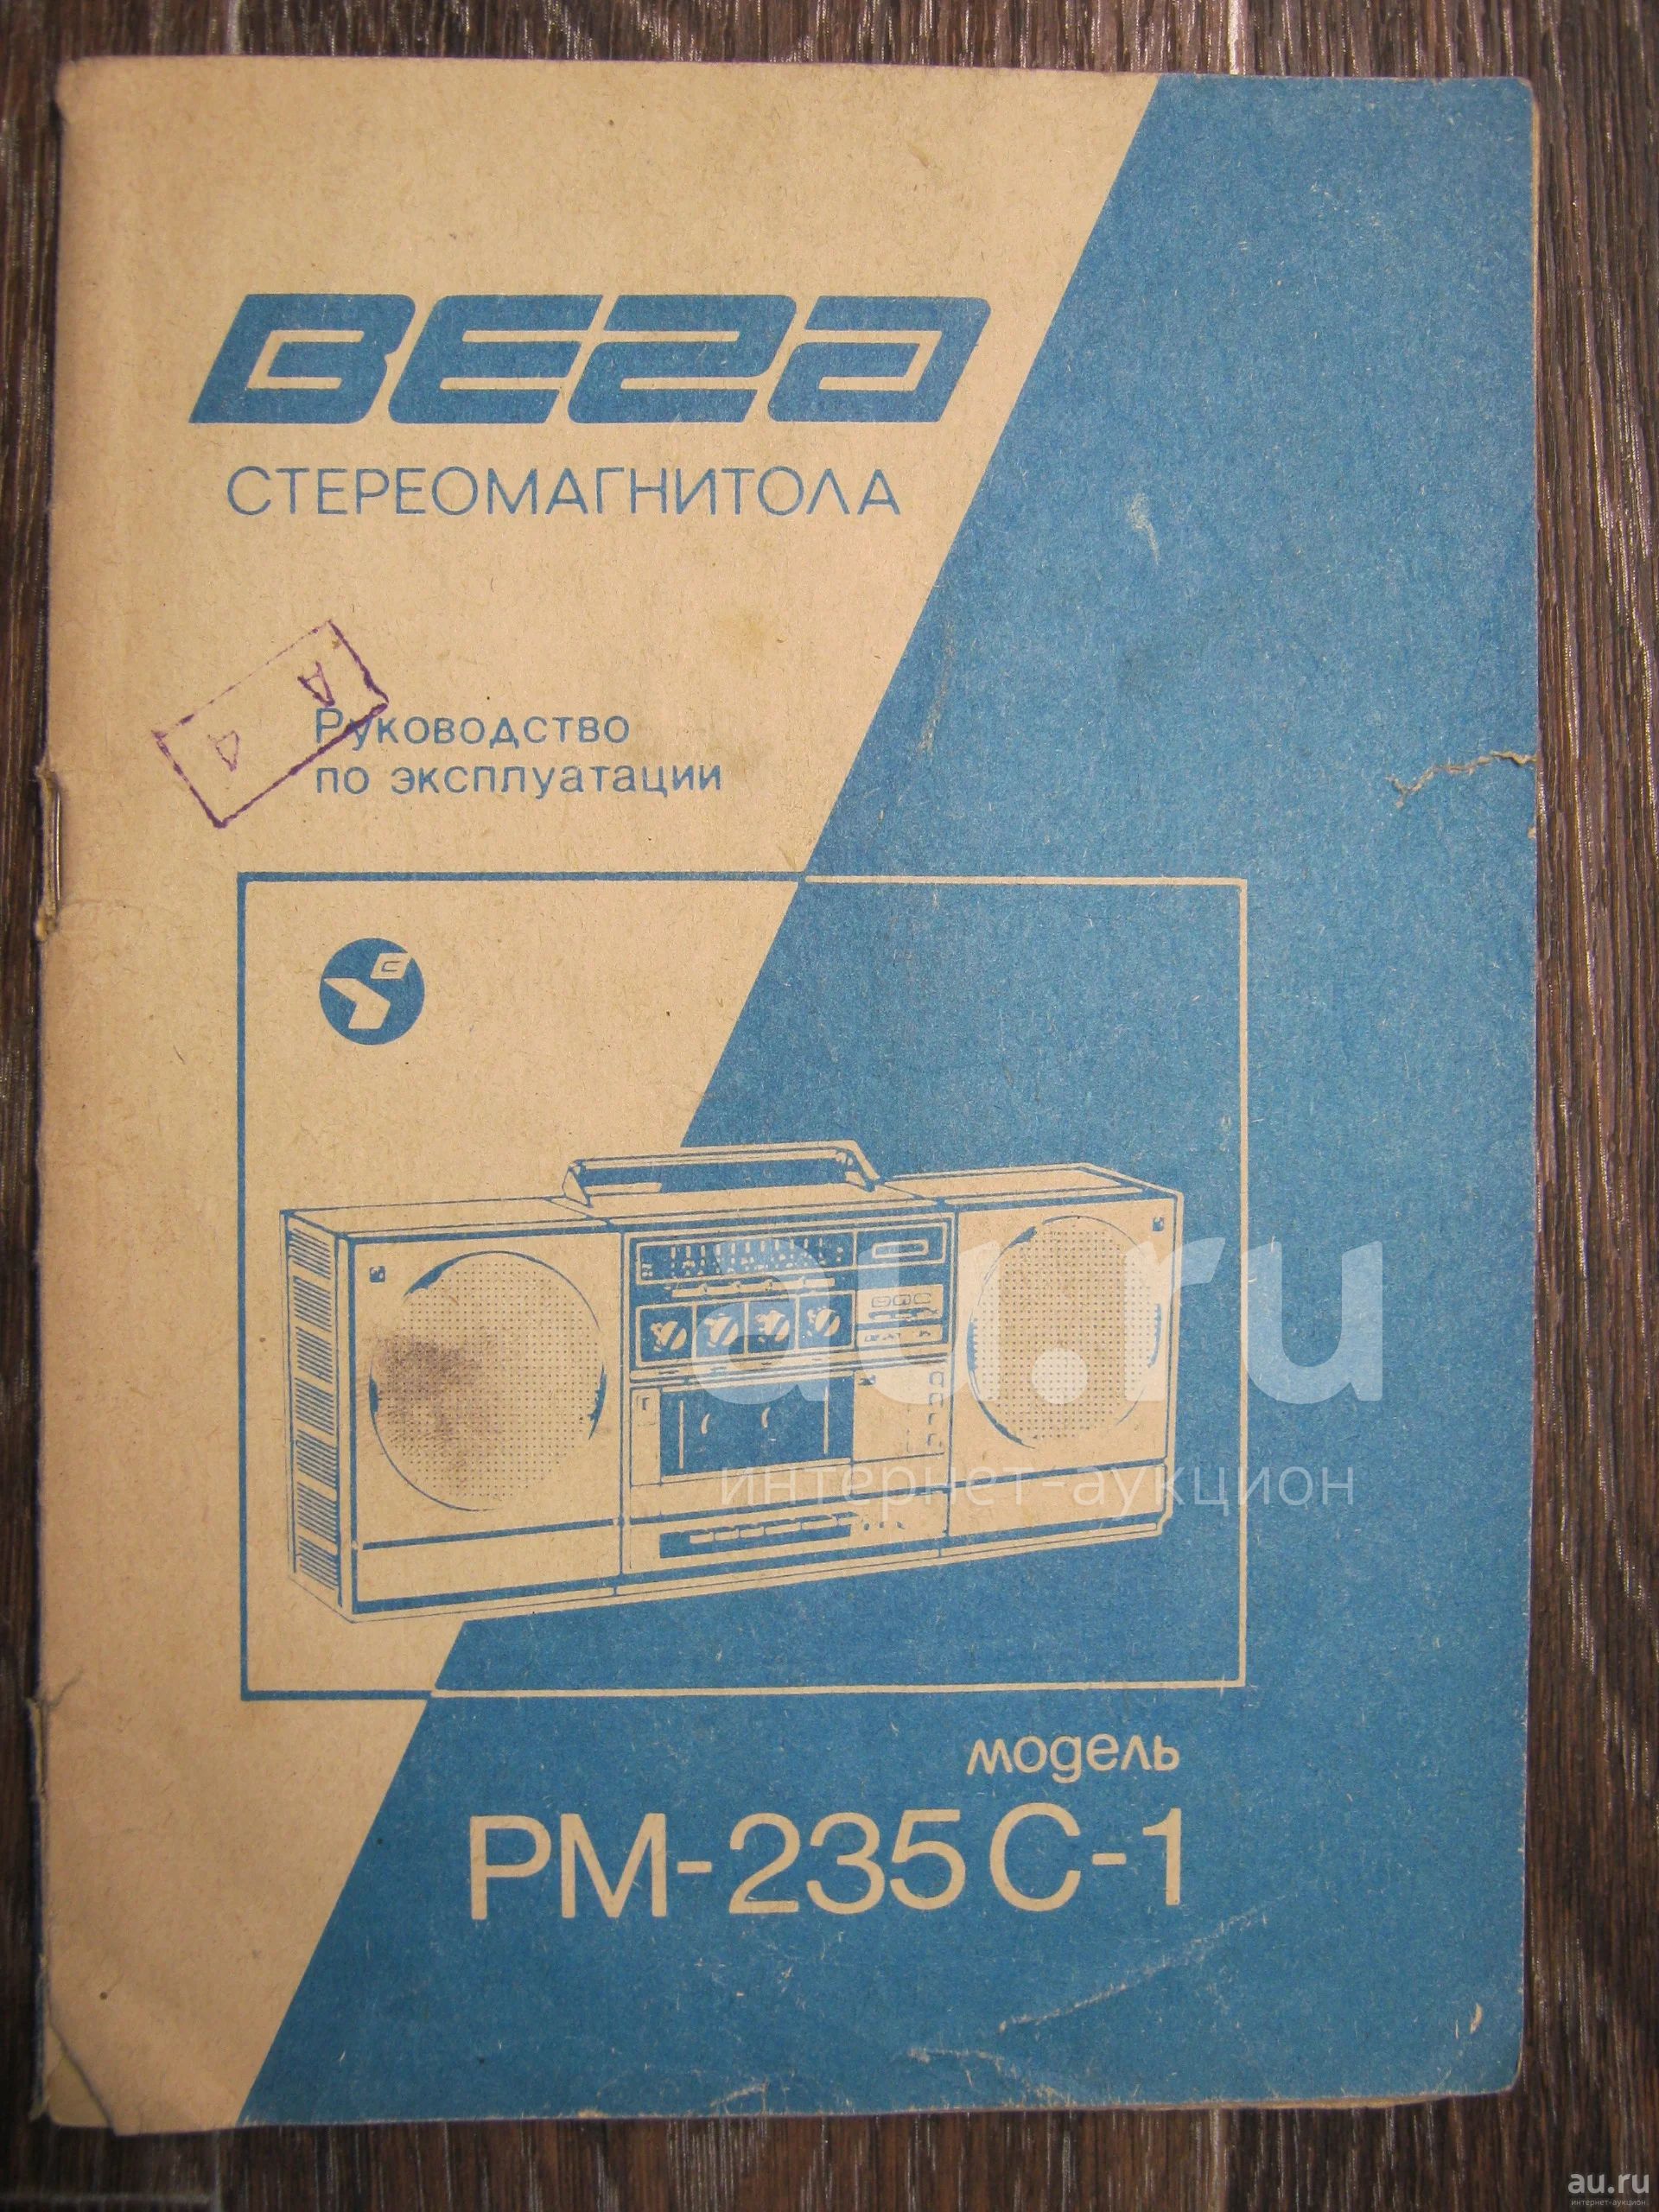 ВЕГА
СТЕРЕОМАГНИТОЛА
Руководство
по эксплуатации
au.ru
интернет-аукцион
модель
РМ-235С-1
au.ru
интернет-аукцион